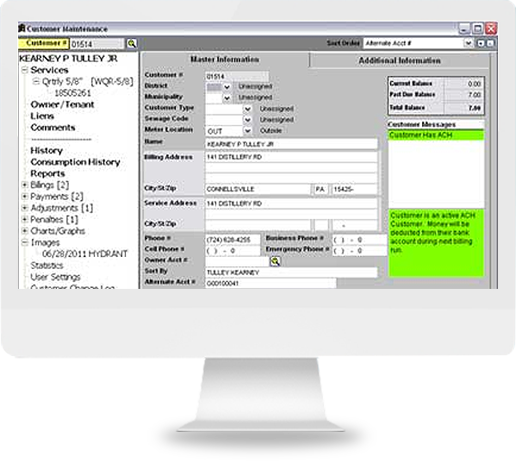 Customer Maintenance
Customer # 01514
Sort Order Alternate Acct #
KEARNEY P TULLEY JR
Services
Qrtrly 5/8" [WQR-5/8]
18505261
Owner/Tenant
Liens
Comments
--------------------
History
Consumption History
Reports
Billings [2]
Payments [2]
Adjustments [1]
Penalties [1]
Charts/Graphs
Images
06/28/2011 HYDRANT
Statistics
User Settings
Customer Change Log
Master Information
Additional Information
Customer # 01514
District Unassigned
Municipality Unassigned
Customer Type Unassigned
Sewage Code Unassigned
Meter Location OUT Outside
Name KEARNEY P TULLEY JR
Billing Address 141 DISTILLERY RD
City/St/Zip CONNELLSVILLE PA 15425-
Service Address 141 DISTILLERY RD
City/St/Zip -
Phone # (724) 628-4255 Business Phone # ( ) - 0
Cell Phone # ( ) - 0 Emergency Phone # ( ) - 0
Owner Acct #
Sort By TULLEY KEARNEY
Alternate Acct # 000100041
Current Balance 0.00
Past Due Balance 7.00
Total Balance 7.00
Customer Messages
Customer Has ACH
Customer is an active ACH
Customer. Money will be
deducted from their bank
account during next billing
run.